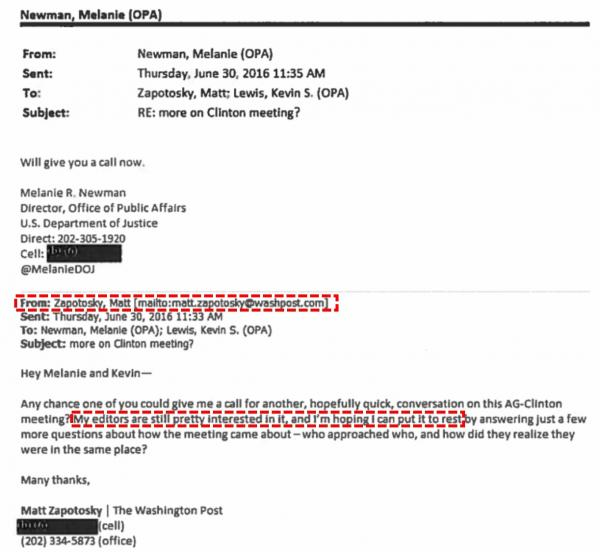 Newman, Melanie (OPA)
From: Newman, Melanie (OPA)
Sent: Thursday, June 30, 2016 11:35 AM
To: Zapotosky, Matt; Lewis, Kevin S. (OPA)
Subject: RE: more on Clinton meeting?
Will give you a call now.
Melanie R. Newman
Director, Office of Public Affairs
U.S. Department of Justice
Direct: 202-305-1920
Cell:
@MelanieDOJ
From: Zapotosky, Matt [mailto:matt.zapotosky@washpost.com]
Sent: Thursday, June 30, 2016 11:33 AM
To: Newman, Melanie (OPA); Lewis, Kevin S. (OPA)
Subject: more on Clinton meeting?
Hey Melanie and Kevin—
Any chance one of you could give me a call for another, hopefully quick, conversation on this AG-Clinton
meeting? My editors are still pretty interested in it, and I'm hoping I can put it to rest by answering just a few
more questions about how the meeting came about – who approached who, and how did they realize they
were in the same place?
Many thanks,
Matt Zapotosky | The Washington Post
(cell)
(202) 334-5873 (office)